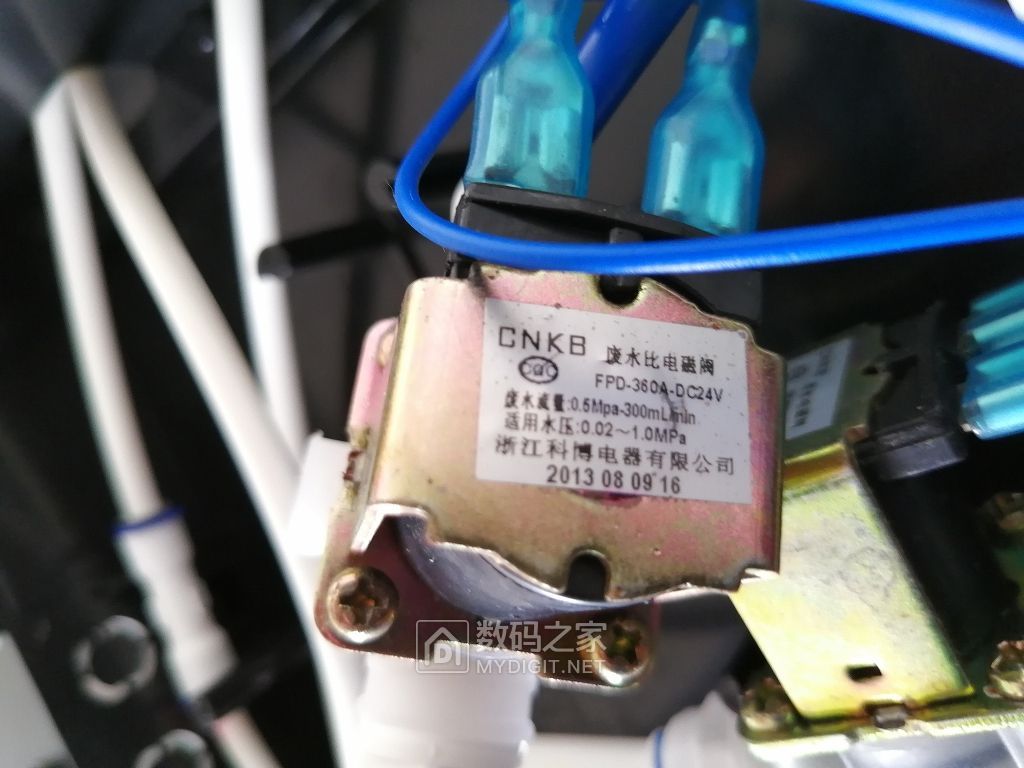 CNKB 废水比电磁阀
CQC
FPD-360A-DC24V
废水流量:0.6Mpa-300mL/min
适用水压:0.02～1.0MPa
浙江科博电器有限公司
2013 08 09 16
数码之家
MYDIGIT.NET